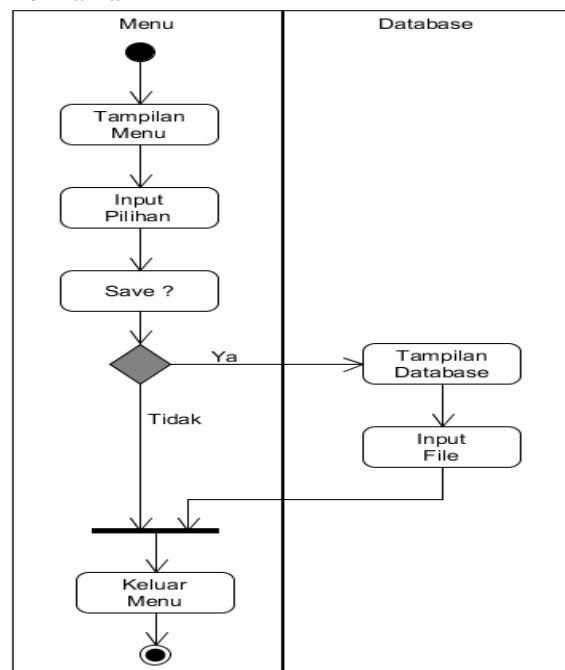 Menu
Database
Tampilan
Menu
Input
Pilihan
Save ?
Ya
Tampilan
Database
Tidak
Input
File
Keluar
Menu